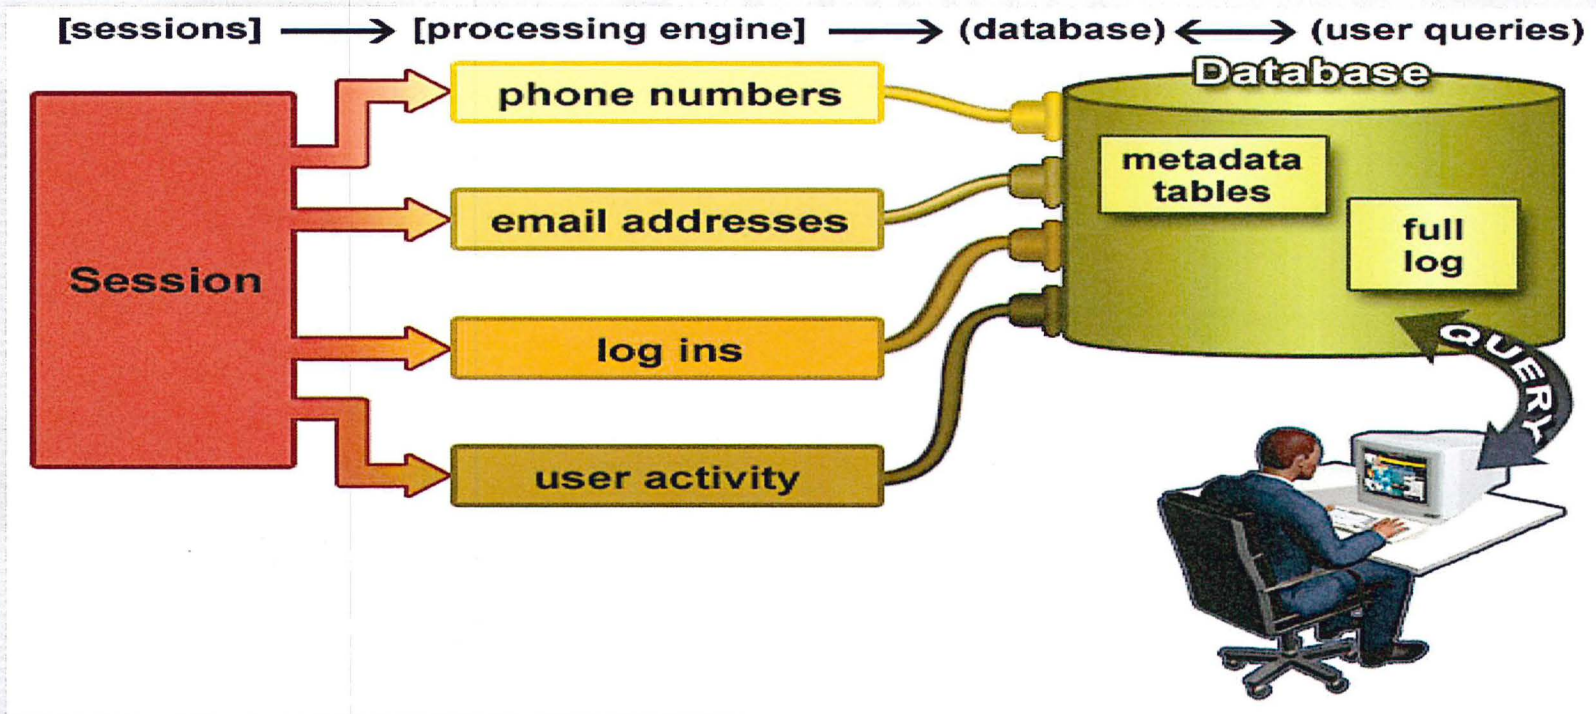 [sessions] → [processing engine] → (database) ↔ (user queries)
Database
Session
phone numbers
email addresses
log ins
user activity
metadata
tables
full
log
QUERY